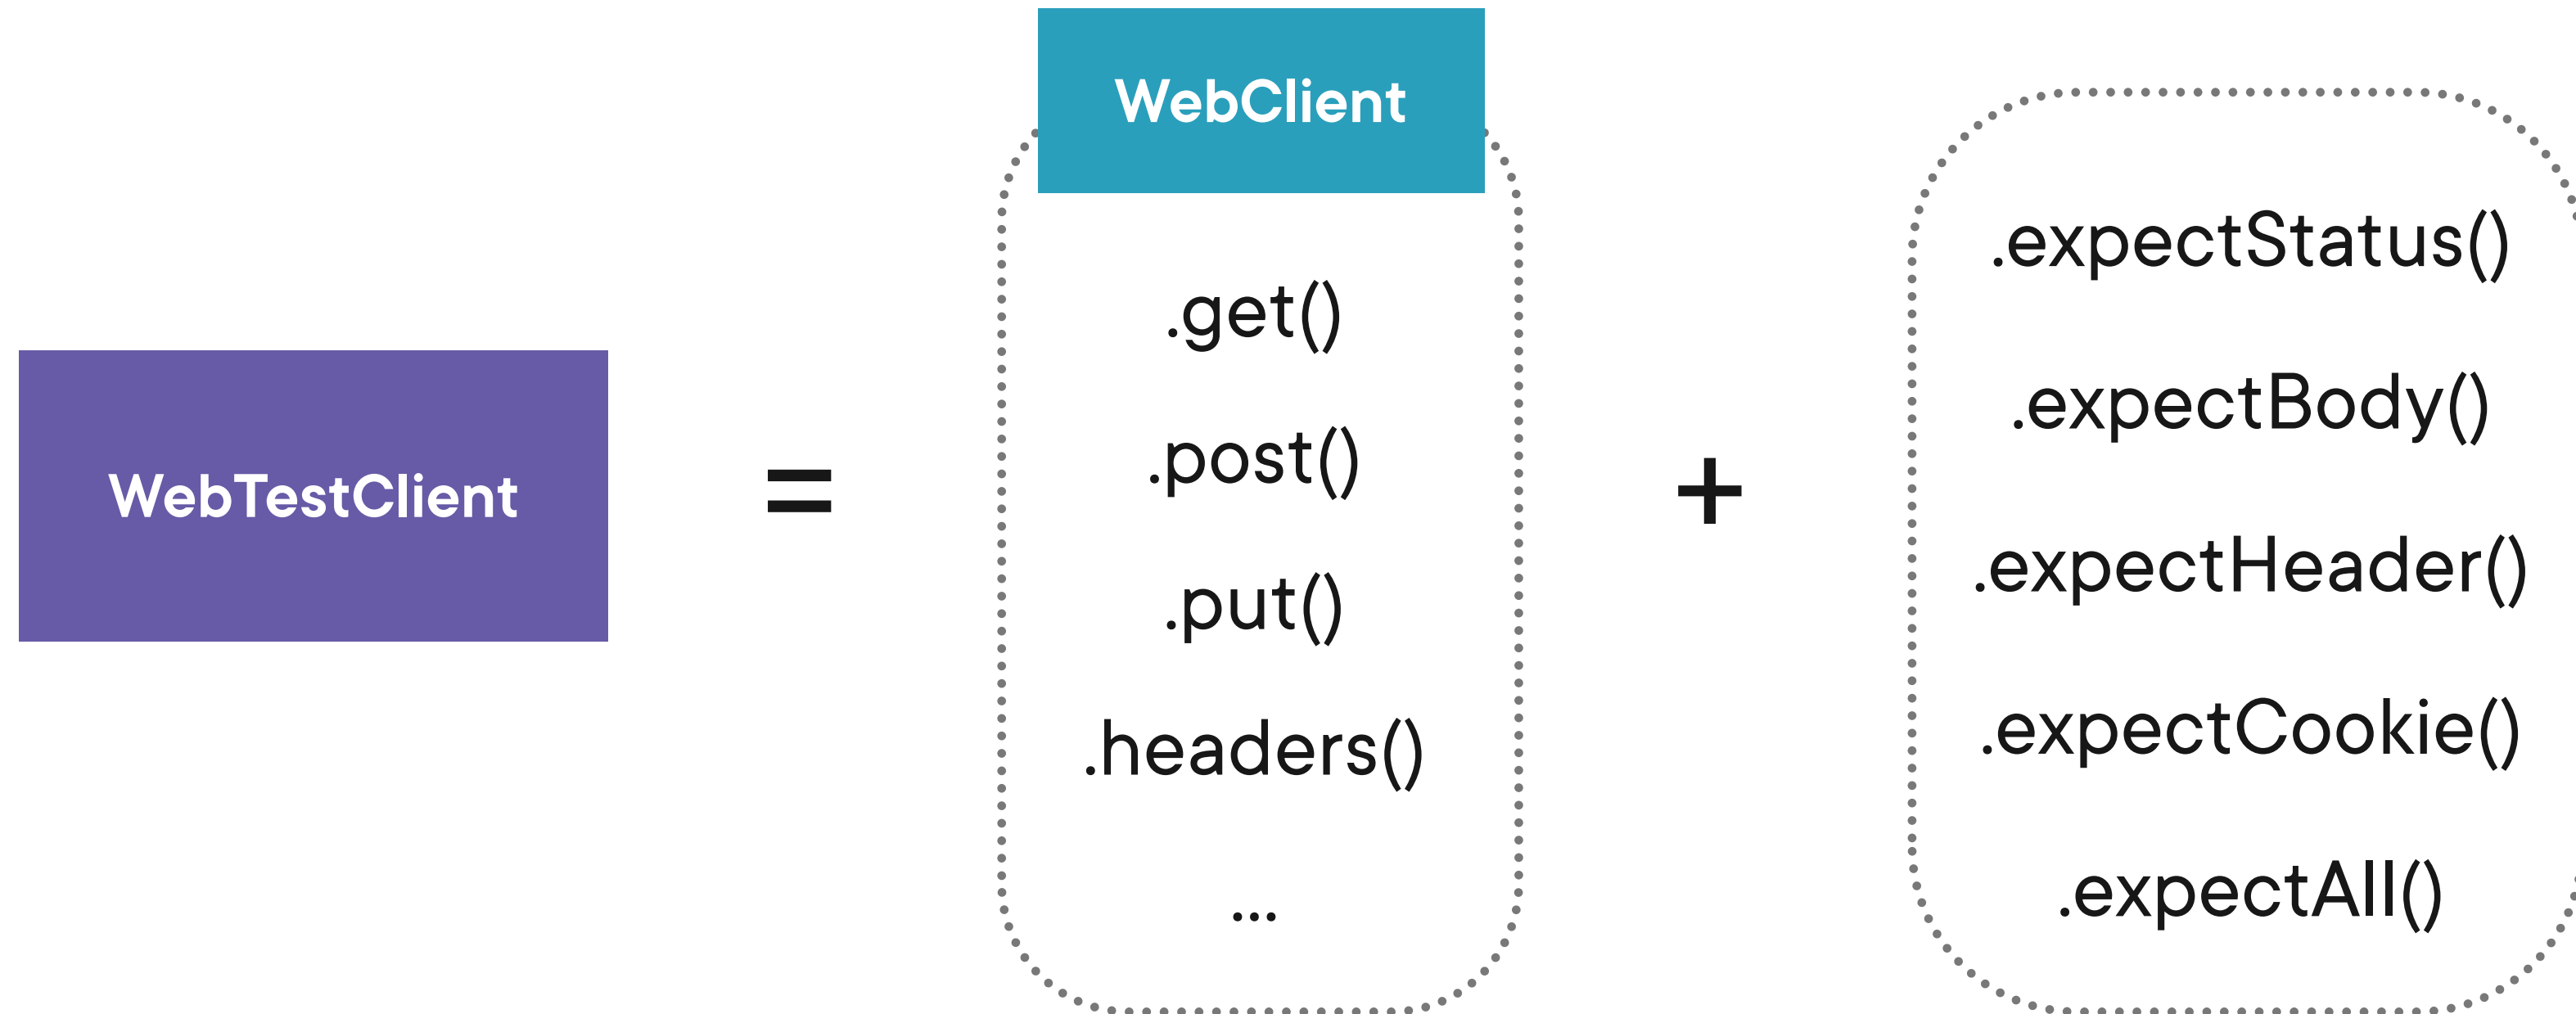 WebTestClient
=
WebClient
.get()
.post()
.put()
.headers()
...
+
.expectStatus()
.expectBody()
.expectHeader()
.expectCookie()
.expectAll()